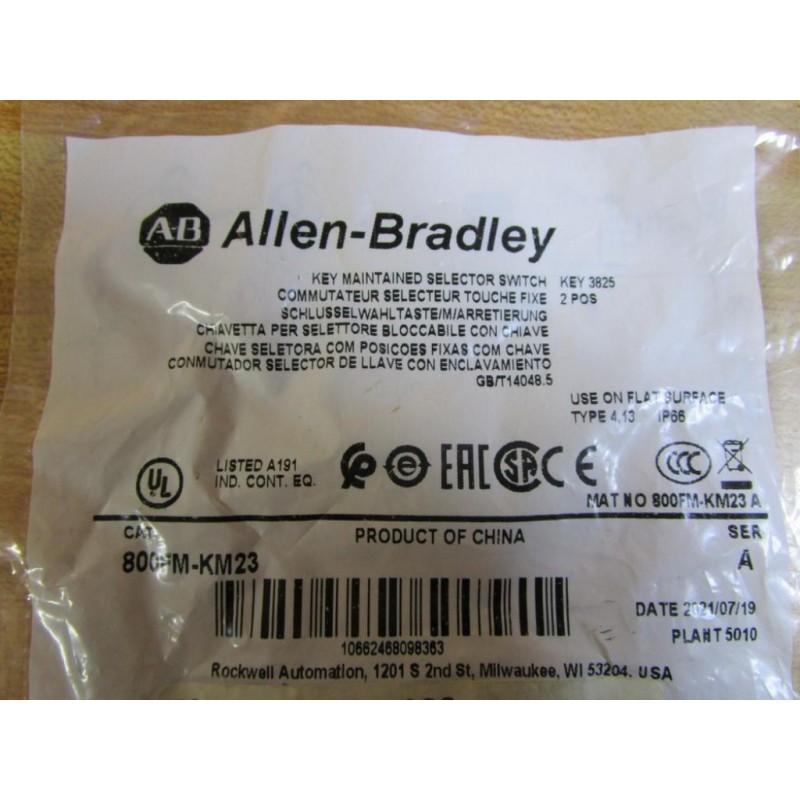 A-B Allen-Bradley
KEY MAINTAINED SELECTOR SWITCH KEY 3825
COMMUTATEUR SELECTEUR TOUCHE FIXE 2 POS
SCHLUSSELWAHLTASTE/M/ARRETIERUNG
CHIAVETTA PER SELETTORE BLOCCABILE CON CHIAVE
CHAVE SELETORA COM POSICOES FIXAS COM CHAVE
CONMUTADOR SELECTOR DE LLAVE CON ENCLAVAMIENTO
GB/T14048.5
USE ON FLAT SURFACE
TYPE 4,13 IP66
UL LISTED A191
IND. CONT. EQ.
EAC SA CE CCC
MAT NO 800FM-KM23 A
CAT PRODUCT OF CHINA SER
800FM-KM23 A
DATE 2021/07/19
PLANT 5010
10662468098363
Rockwell Automation, 1201 S 2nd St, Milwaukee, WI 53204. USA